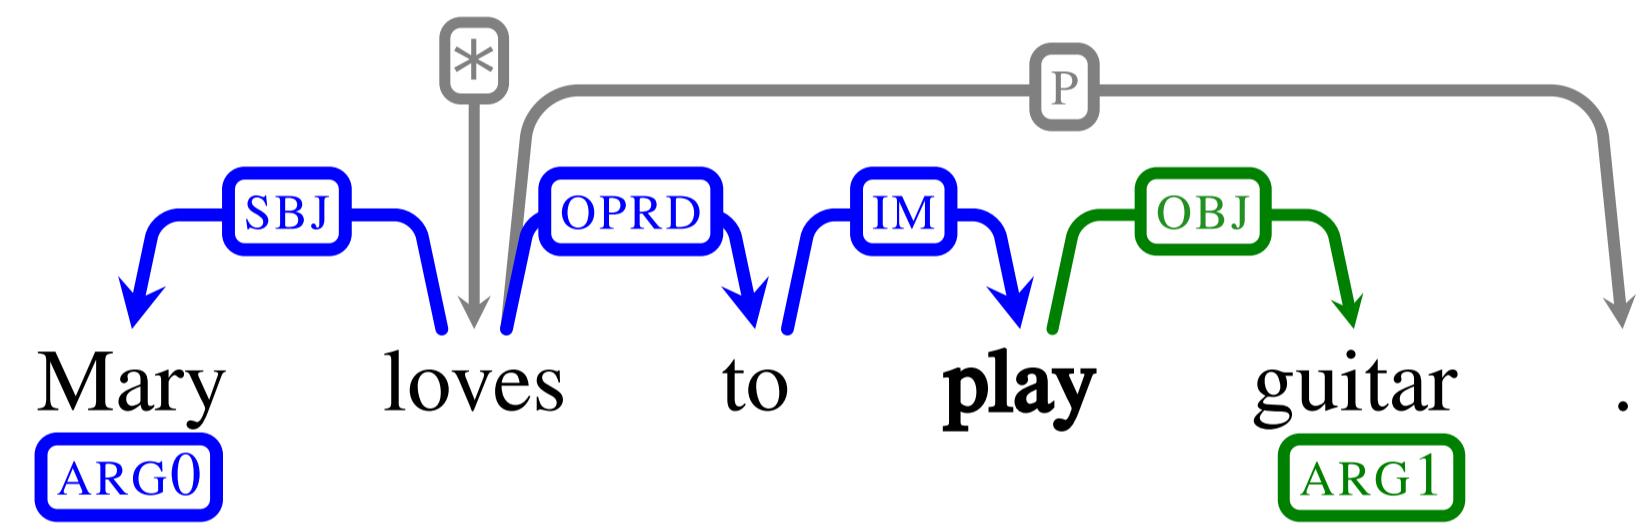 *
P
SBJ OPRD IM OBJ
Mary loves to play guitar .
ARG0 ARG1